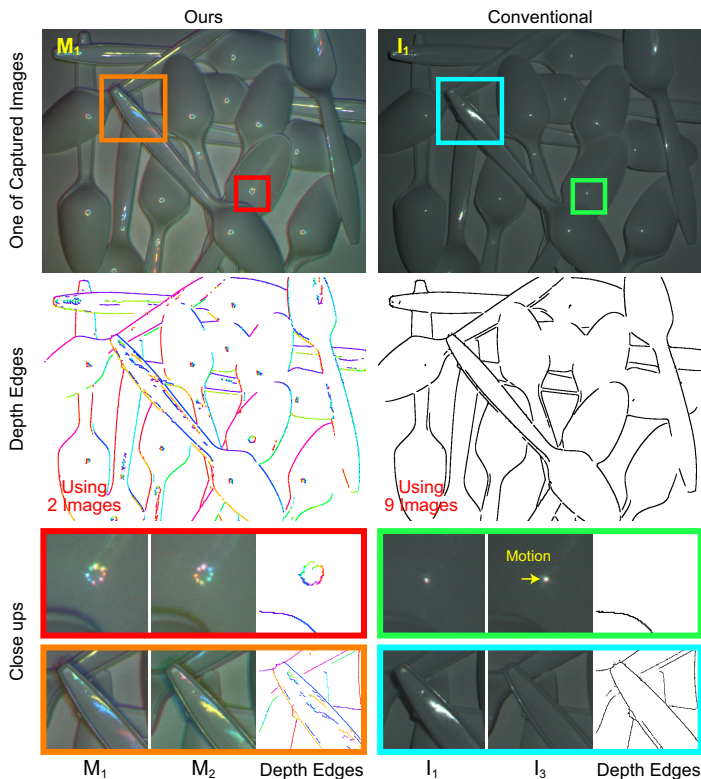 Ours
Conventional
One of Captured Images
M1
I1
Depth Edges
Using
2 Images
Using
9 Images
Close ups
Motion
M1
M2
Depth Edges
I1
I3
Depth Edges